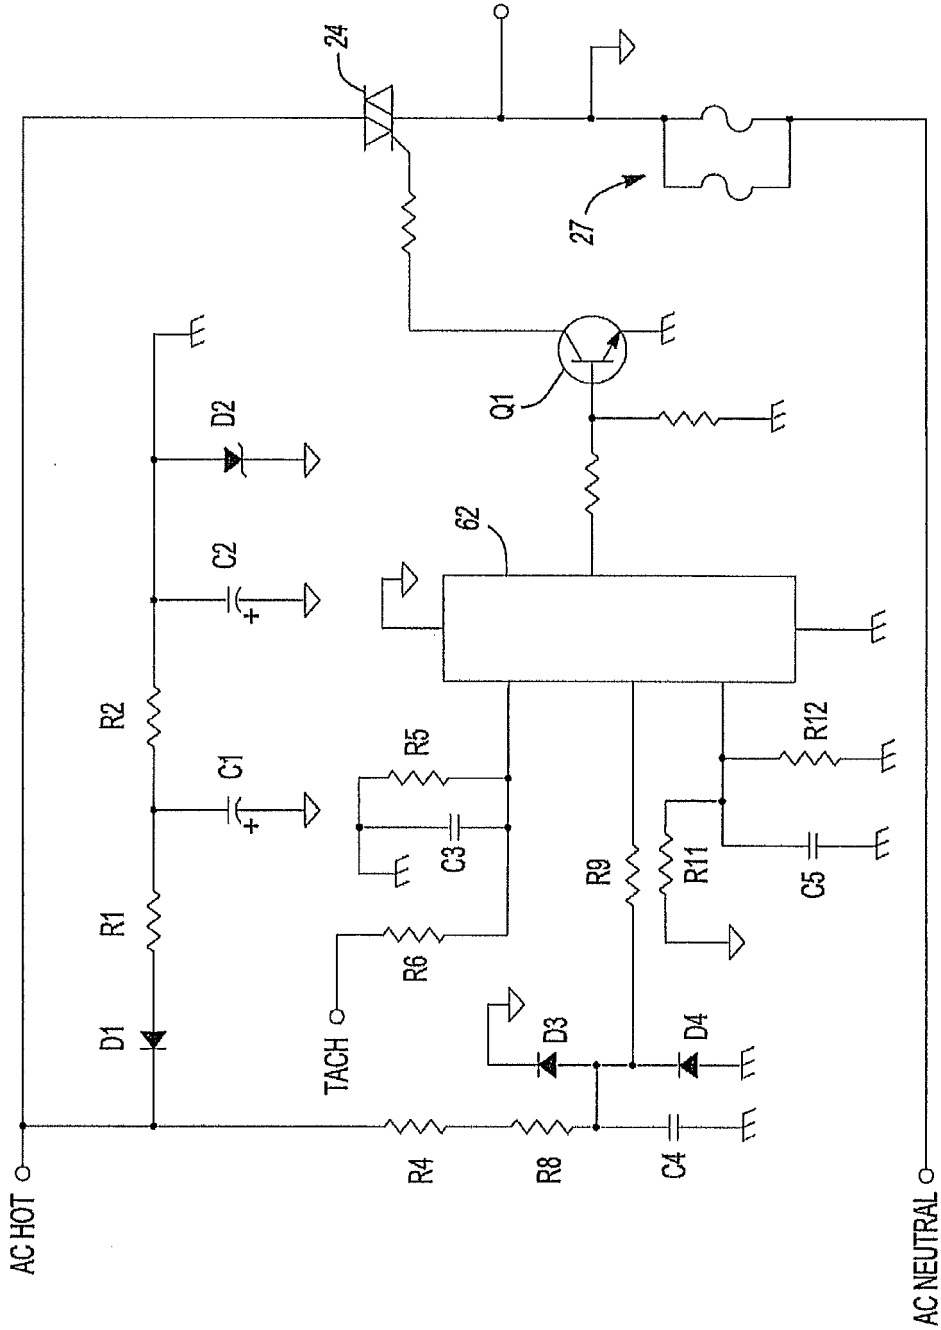 AC HOT
D1
R1
C1
R2
C2
D2
24
TACH
R6
C3
R5
62
Q1
27
R4
R8
D3
R9
C4
D4
R11
C5
R12
AC NEUTRAL